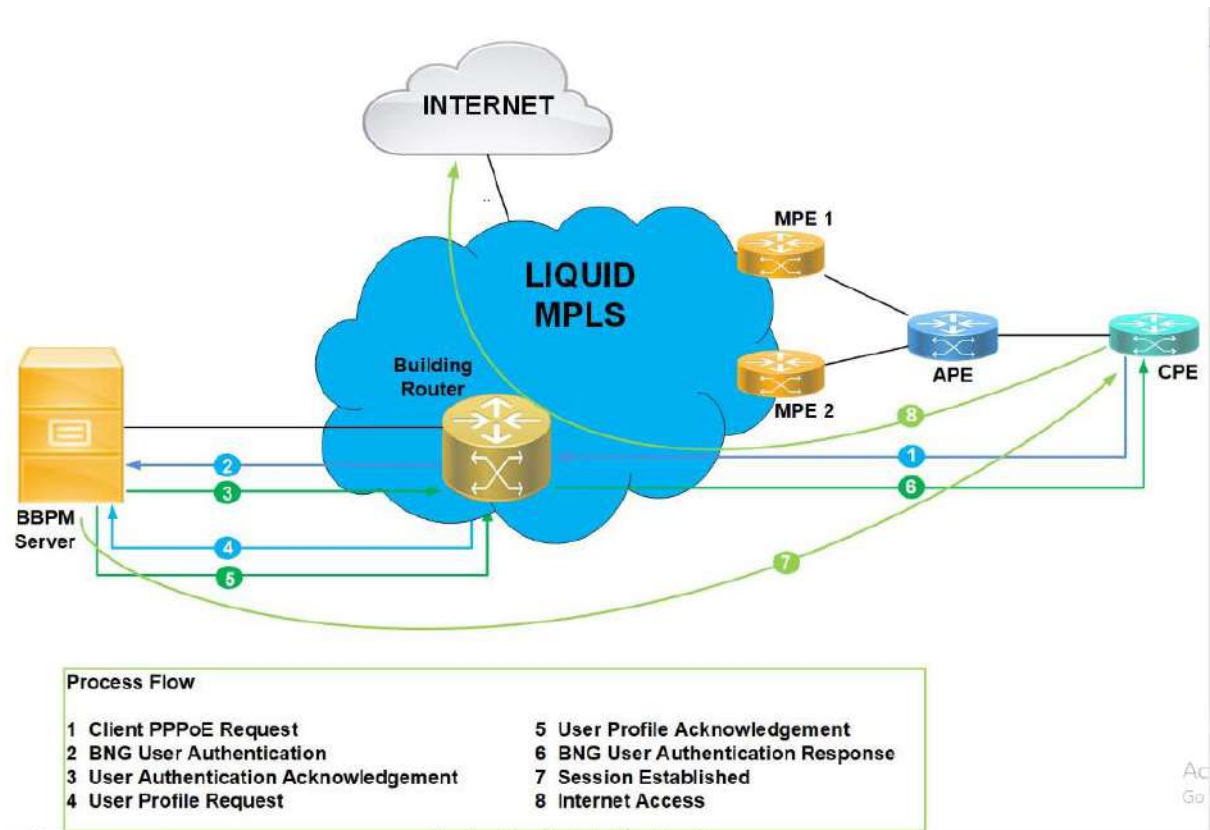 INTERNET
MPE 1
LIQUID
MPLS
Building
Router
MPE 2
APE
CPE
8
1
2
3
6
BBPM
Server
4
7
5
Process Flow
1 Client PPPoE Request
2 BNG User Authentication
3 User Authentication Acknowledgement
4 User Profile Request
5 User Profile Acknowledgement
6 BNG User Authentication Response
7 Session Established
8 Internet Access
Ac
Go